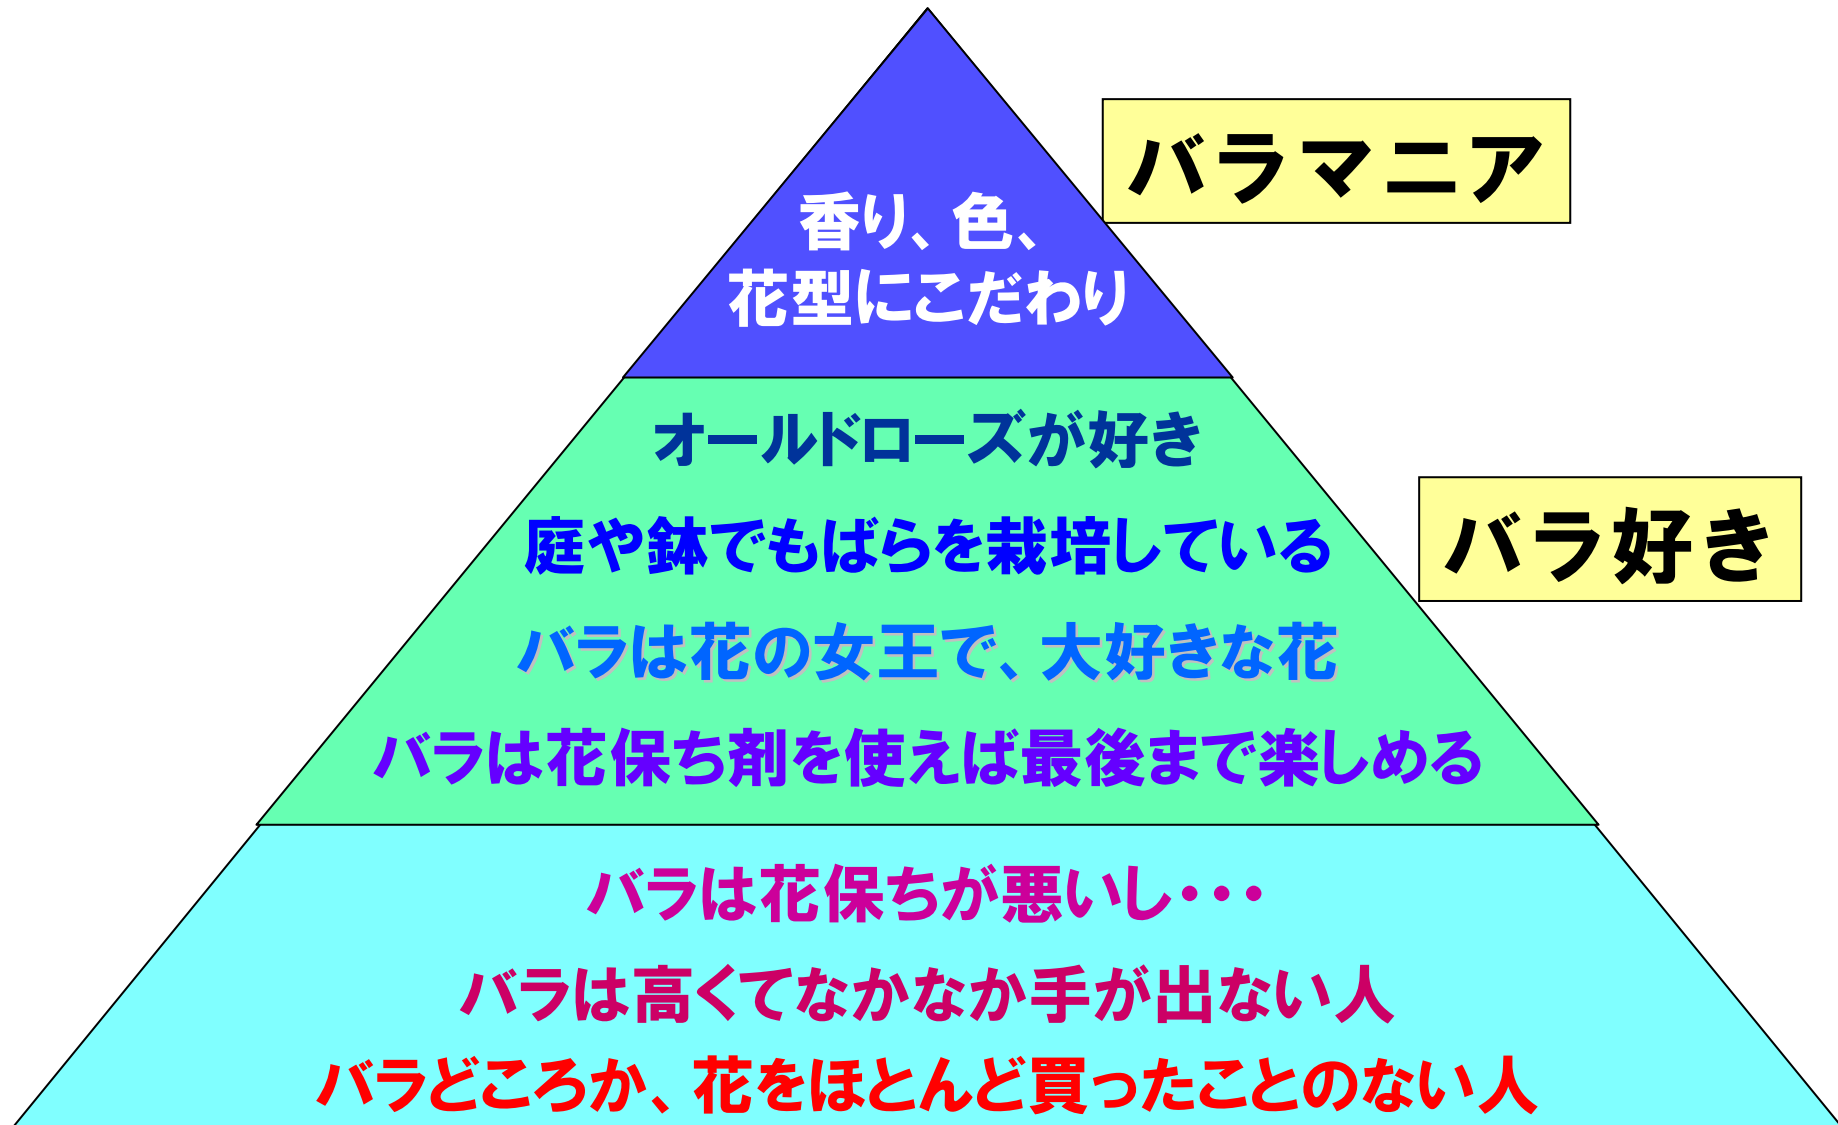 バラマニア
香り、色、
花型にこだわり
オールドローズが好き
バラ好き
庭や鉢でもばらを栽培している
バラは花の女王で、大好きな花
バラは花保ち剤を使えば最後まで楽しめる
バラは花保ちが悪いし・・・
バラは高くてなかなか手が出ない人
バラどころか、花をほとんど買ったことのない人